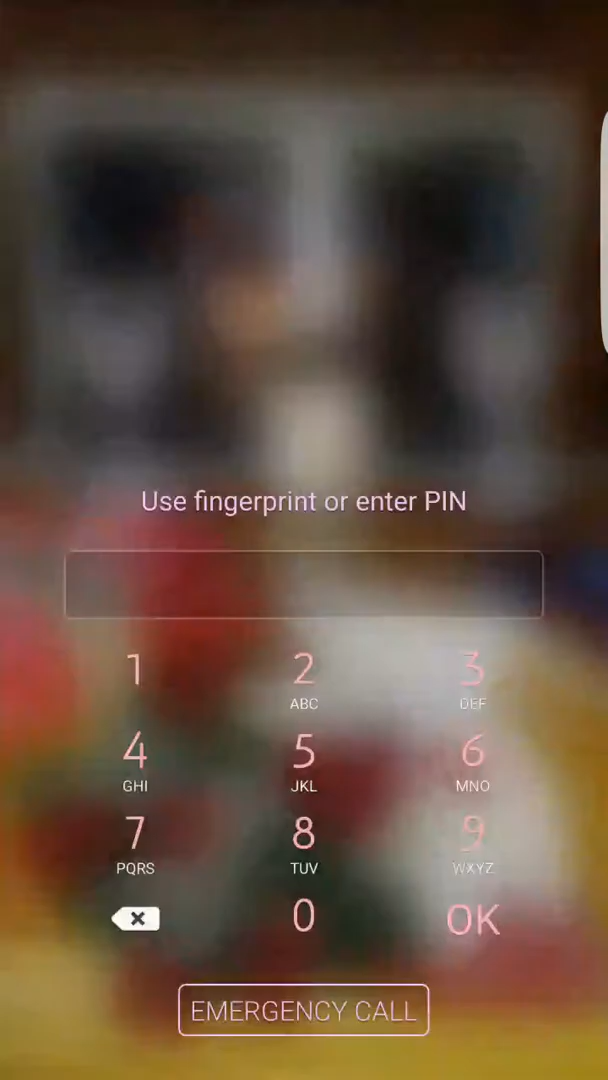 Use fingerprint or enter PIN
1 2 3
ABC DEF
4 5 6
GHI JKL MNO
7 8 9
PQRS TUV WXYZ
0 OK
EMERGENCY CALL